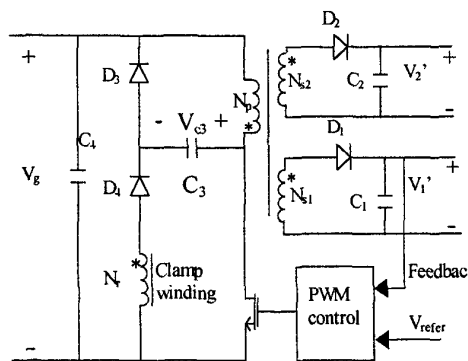 D2
+ +
D3
*
Ns2
C2
V2'
Np
*
-
- Vc3 +
D1
+
C4
Vg
D4
C3
*
Ns1
C1
V1'
*
Nr
Clamp
winding
-
Feedbac
PWM
control
Vrefer
-